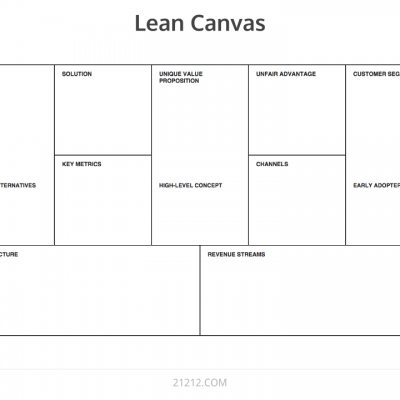 Lean Canvas
SOLUTION
UNIQUE VALUE
PROPOSITION
UNFAIR ADVANTAGE
CUSTOMER SEG
KEY METRICS
CHANNELS
TERNATIVES
HIGH-LEVEL CONCEPT
EARLY ADOPTER
CTURE
REVENUE STREAMS
21212.COM